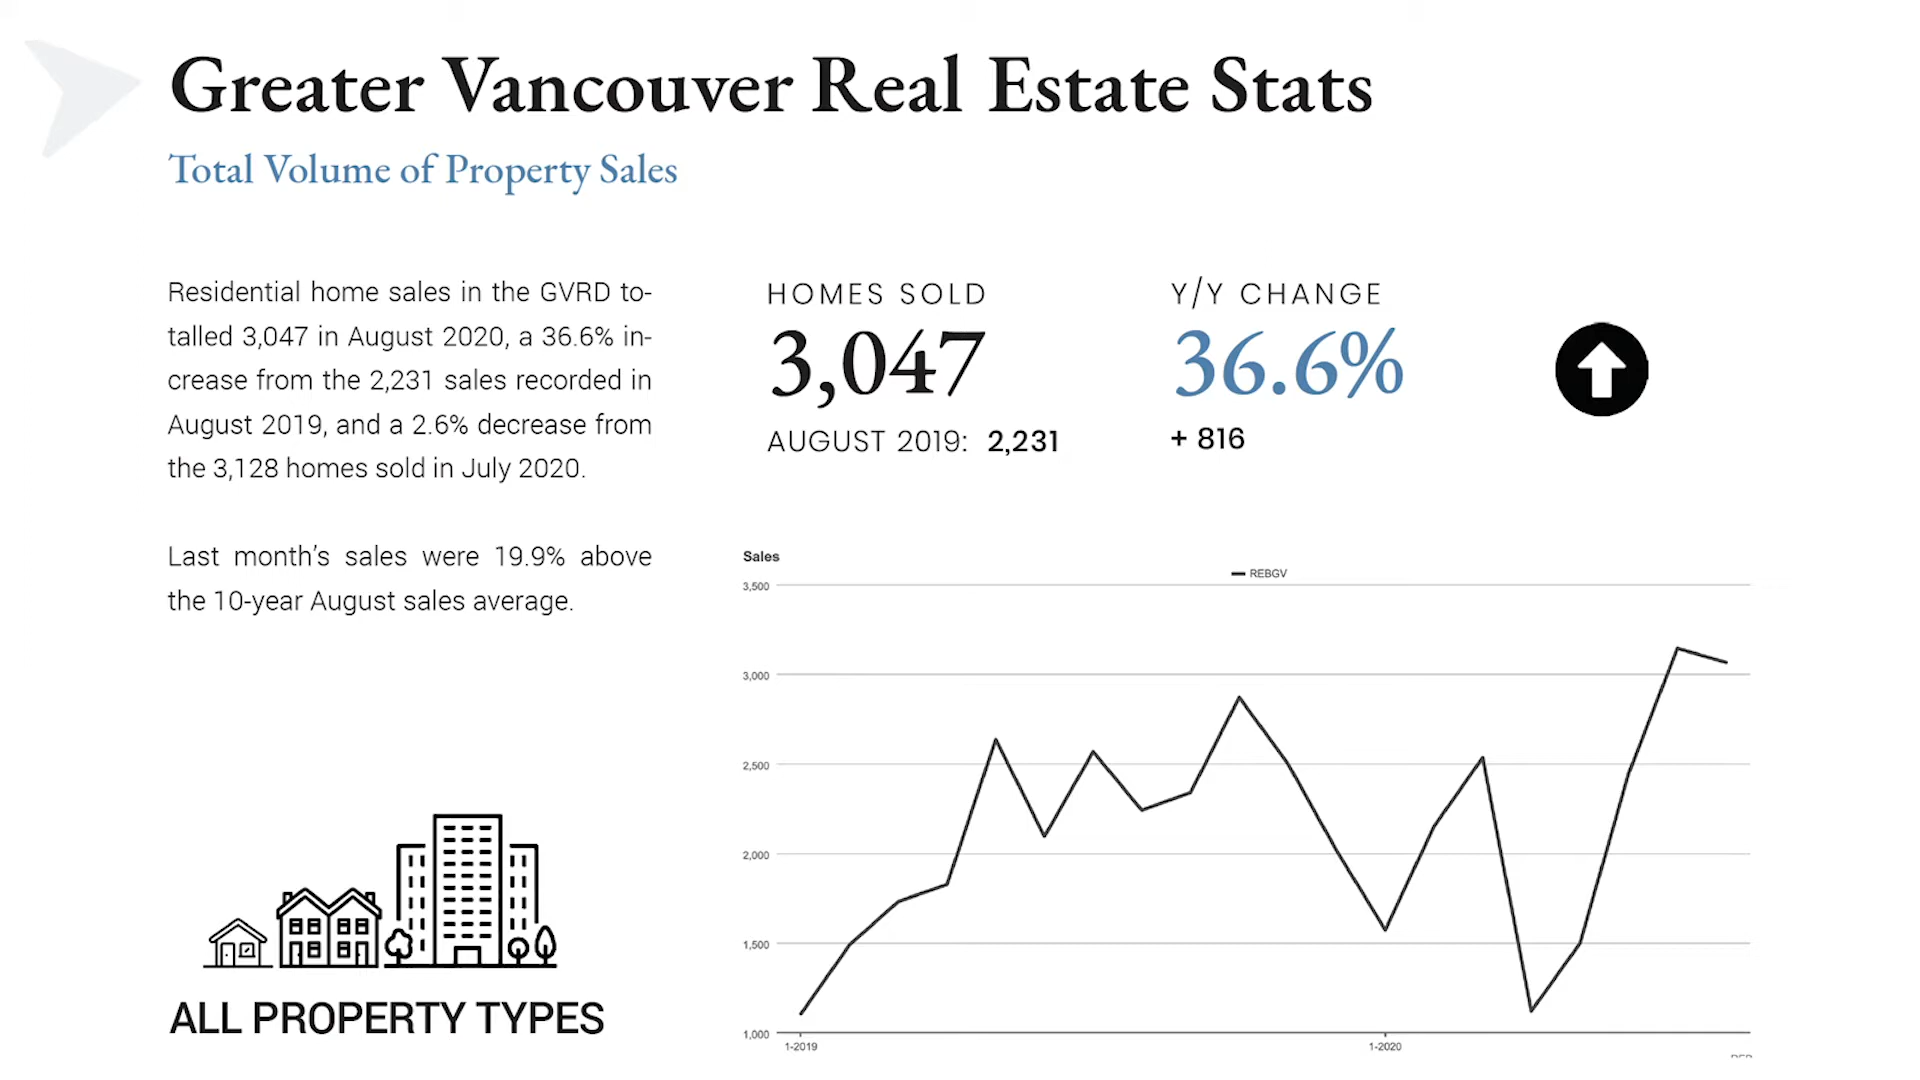 Greater Vancouver Real Estate Stats
Total Volume of Property Sales
Residential home sales in the GVRD to-
talled 3,047 in August 2020, a 36.6% in-
crease from the 2,231 sales recorded in
August 2019, and a 2.6% decrease from
the 3,128 homes sold in July 2020.
Last month’s sales were 19.9% above
the 10-year August sales average.
ALL PROPERTY TYPES
HOMES SOLD
3,047
AUGUST 2019: 2,231
Y/Y CHANGE
36.6%
+ 816
Sales
REBGV
3,500
3,000
2,500
2,000
1,500
1,000
1-2019
1-2020